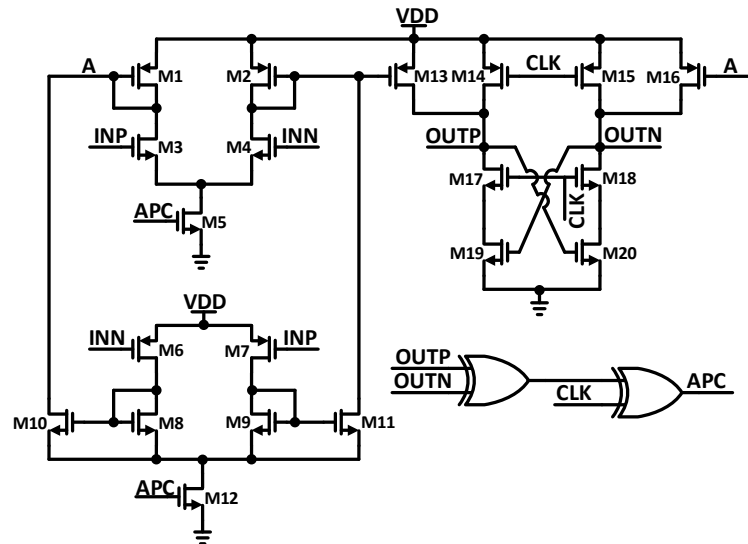 VDD
A
M1
M2
M13
M14
CLK
M15
M16
A
INP
M3
M4
INN
OUTP
OUTN
M17
M18
CLK
APC
M5
M19
M20
VDD
INN
M6
M7
INP
OUTP
OUTN
CLK
APC
M10
M8
M9
M11
APC
M12